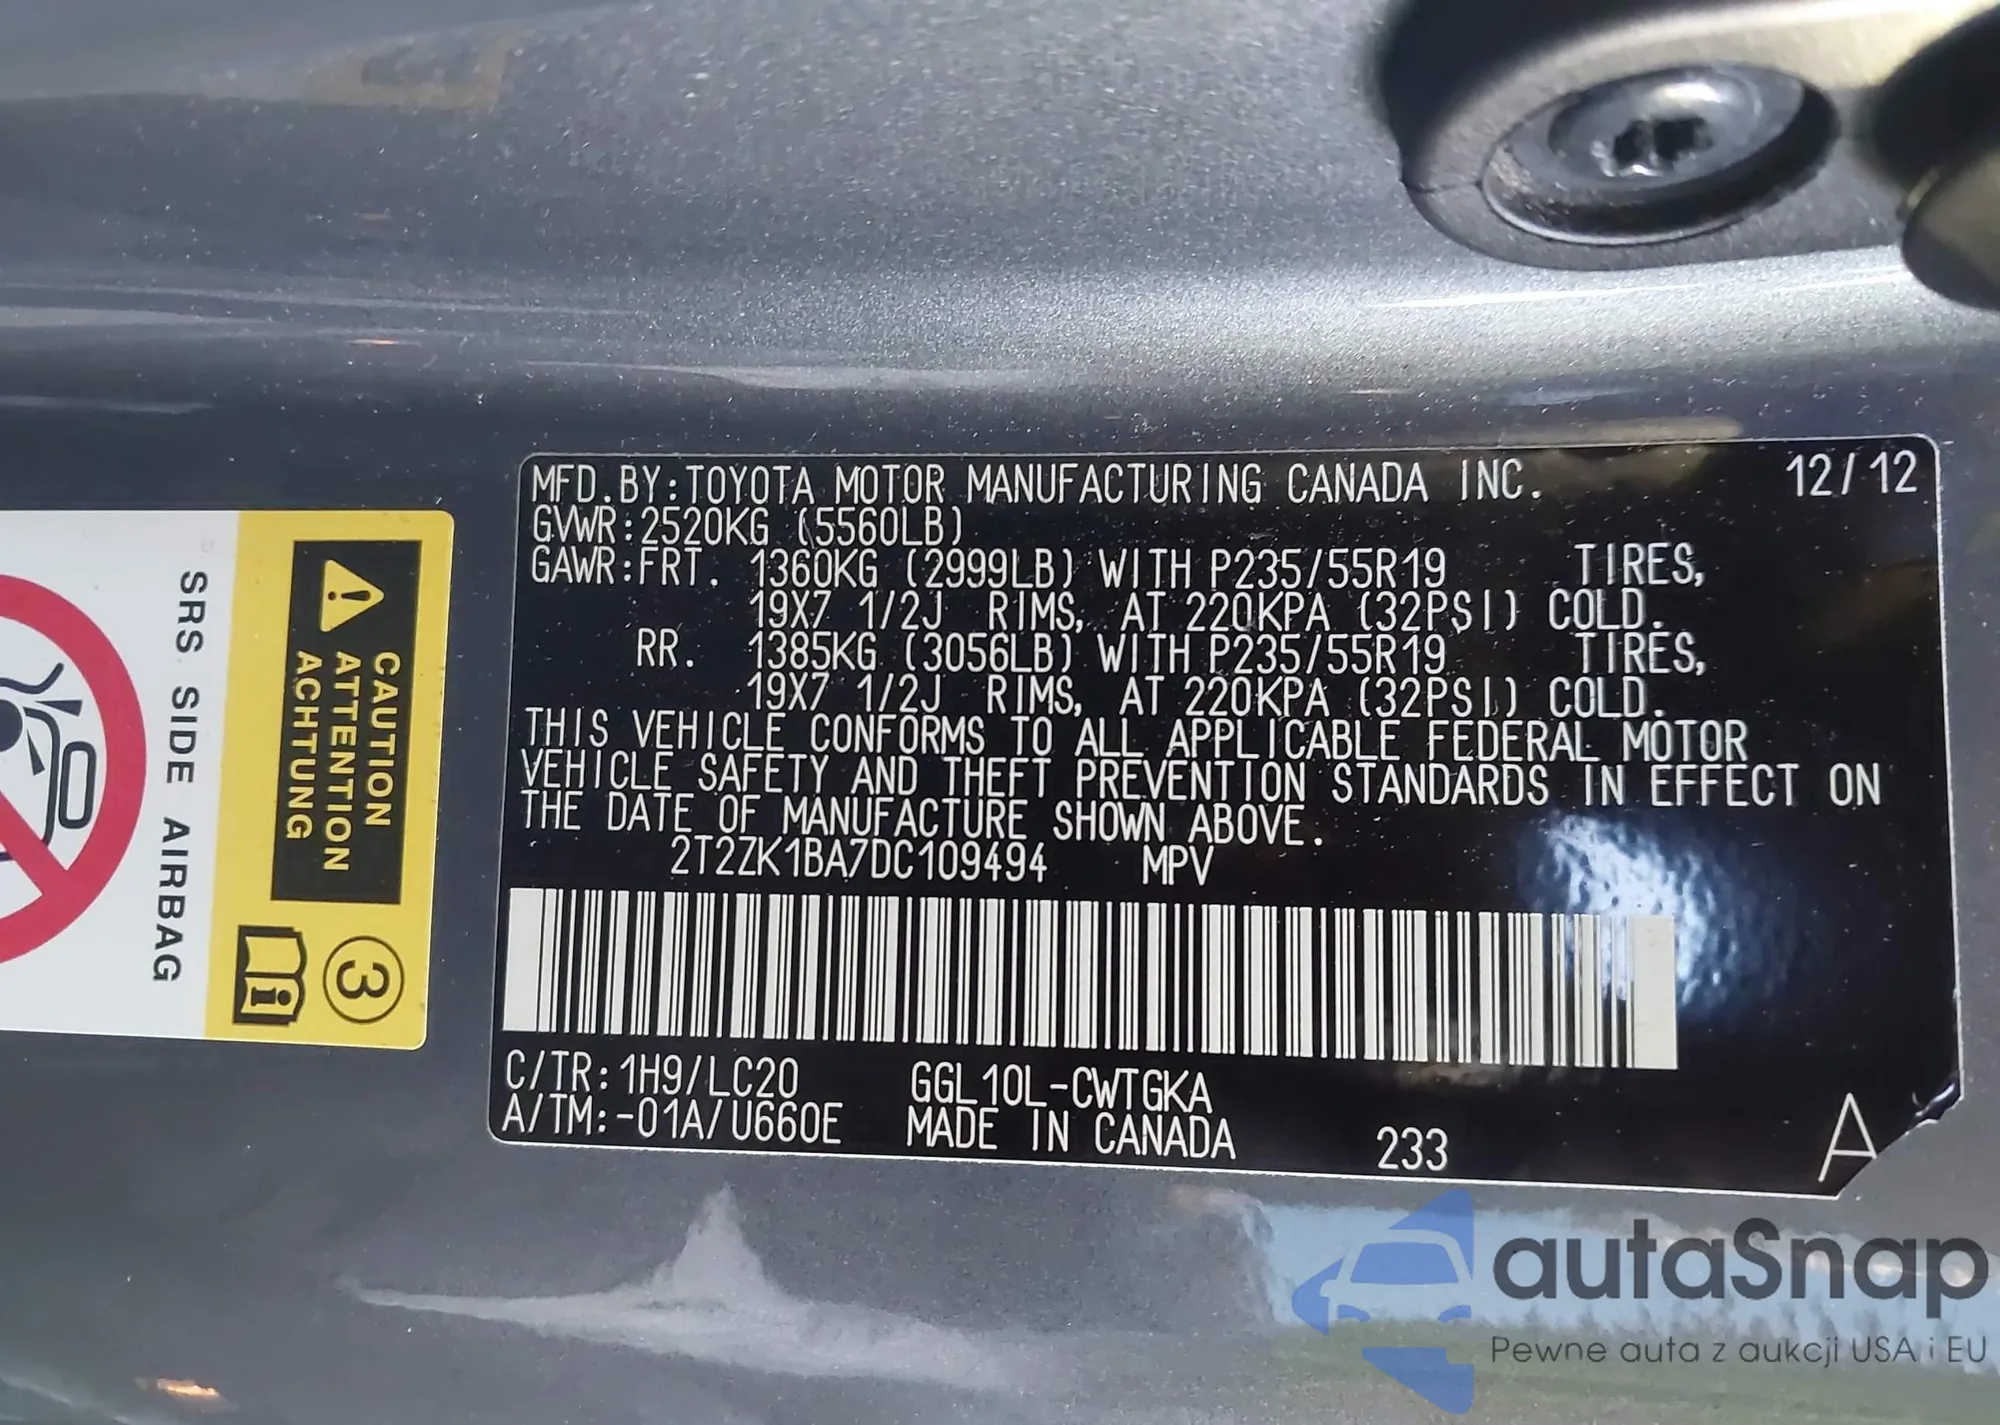 MFD.BY:TOYOTA MOTOR MANUFACTURING CANADA INC. 12/12
GVWR:2520KG (5560LB)
GAWR:FRT. 1360KG (2999LB) WITH P235/55R19 TIRES,
19X7 1/2J RIMS, AT 220KPA (32PSI) COLD.
RR. 1385KG (3056LB) WITH P235/55R19 TIRES,
19X7 1/2J RIMS, AT 220KPA (32PSI) COLD.
THIS VEHICLE CONFORMS TO ALL APPLICABLE FEDERAL MOTOR
VEHICLE SAFETY AND THEFT PREVENTION STANDARDS IN EFFECT ON
THE DATE OF MANUFACTURE SHOWN ABOVE.
2T2ZK1BA7DC109494 MPV
C/TR:1H9/LC20 GGL10L-CWTGKA
A/TM:-01A/U660E MADE IN CANADA 233 A
CAUTION
ATTENTION
ACHTUNG
3
SRS SIDE AIRBAG
autaSnap
Pewne auta z aukcji USA i EU